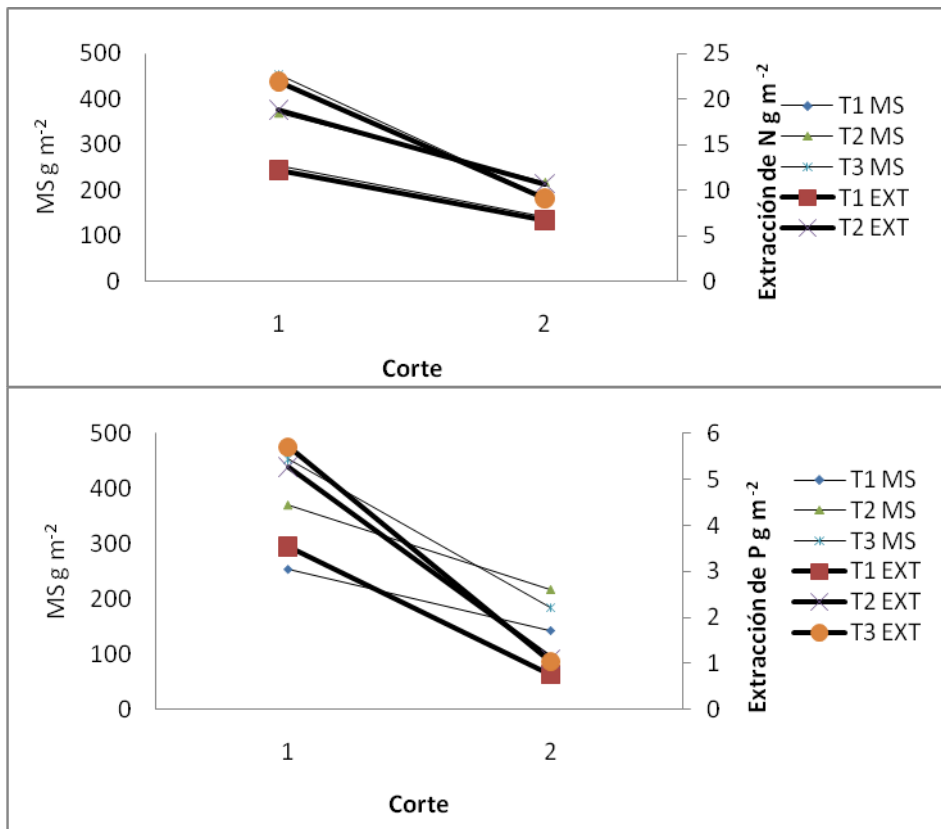 500
400
300
200
100
0
MS g m⁻²
25
20
15
10
5
0
Extracción de N g m⁻²
1
2
Corte
T1 MS
T2 MS
T3 MS
T1 EXT
T2 EXT
500
400
300
200
100
0
MS g m⁻²
6
5
4
3
2
1
0
Extracción de P g m⁻²
1
2
Corte
T1 MS
T2 MS
T3 MS
T1 EXT
T2 EXT
T3 EXT